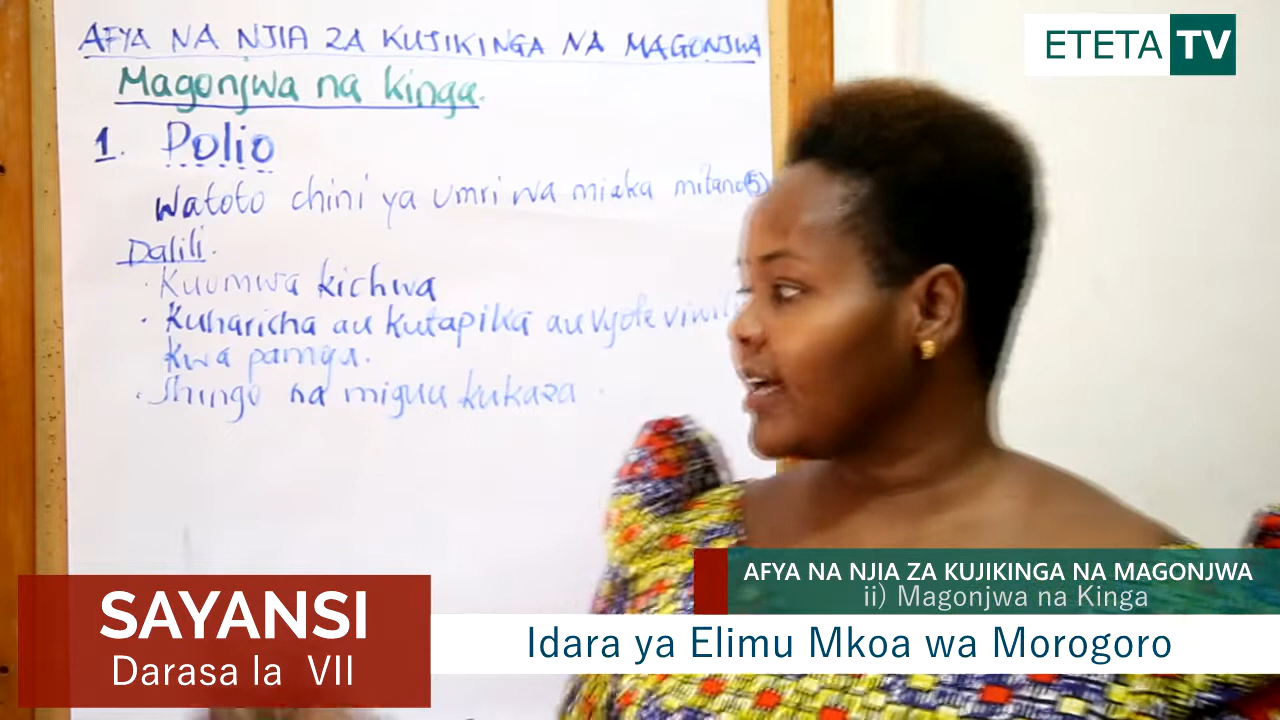 AFYA NA NJIA ZA KUJIKINGA NA MAGONJWA
Magonjwa na Kinga.
1. Polio
Watoto chini ya umri wa miaka mitano (5)
Dalili.
· Kuumwa kichwa
· Kuharicha au kutapika au vyote viwil
kwa pamoja.
· Shingo na miguu kukaza.
ETETA TV
AFYA NA NJIA ZA KUJIKINGA NA MAGONJWA
ii) Magonjwa na Kinga
SAYANSI
Darasa la VII
Idara ya Elimu Mkoa wa Morogoro